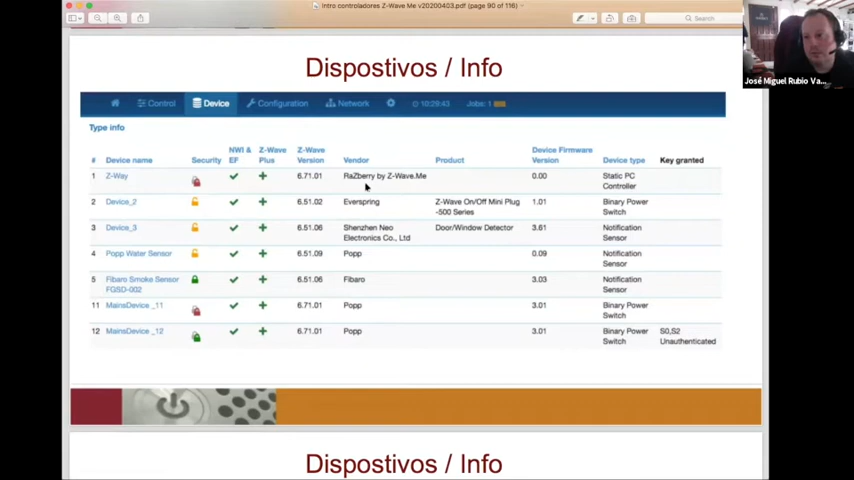 Intro controladores Z-Wave Me v20200403.pdf (page 90 of 116)
Search
José Miguel Rubio Va...
Dispostivos / Info
Control Device Configuration Network 10:29:43 Jobs: 1
Type info
# Device name Security NWI & EF Z-Wave Plus Z-Wave Version Vendor Product Device Firmware Version Device type Key granted
1 Z-Way 6.71.01 RaZberry by Z-Wave.Me 0.00 Static PC Controller
2 Device_2 6.51.02 Everspring Z-Wave On/Off Mini Plug -500 Series 1.01 Binary Power Switch
3 Device_3 6.51.06 Shenzhen Neo Electronics Co., Ltd Door/Window Detector 3.61 Notification Sensor
4 Popp Water Sensor 6.51.09 Popp 0.09 Notification Sensor
5 Fibaro Smoke Sensor FGSD-002 6.51.06 Fibaro 3.03 Notification Sensor
11 MainsDevice _11 6.71.01 Popp 3.01 Binary Power Switch
12 MainsDevice _12 6.71.01 Popp 3.01 Binary Power Switch S0,S2 Unauthenticated
Dispostivos / Info